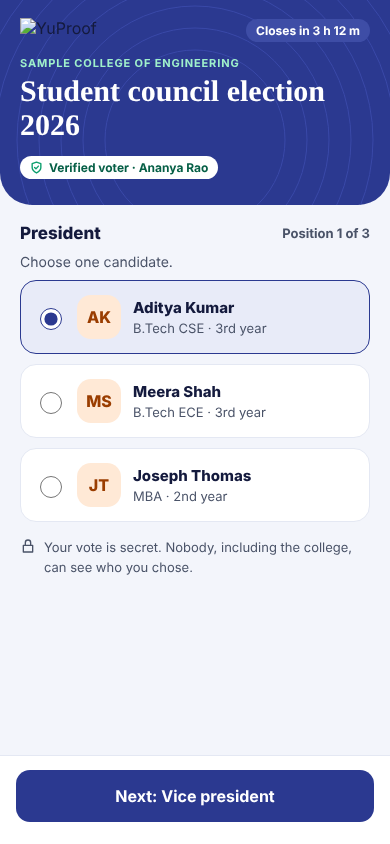 YuProof
Closes in 3 h 12 m
SAMPLE COLLEGE OF ENGINEERING
Student council election
2026
Verified voter · Ananya Rao
President
Position 1 of 3
Choose one candidate.
AK
Aditya Kumar
B.Tech CSE · 3rd year
MS
Meera Shah
B.Tech ECE · 3rd year
JT
Joseph Thomas
MBA · 2nd year
Your vote is secret. Nobody, including the college,
can see who you chose.
Next: Vice president